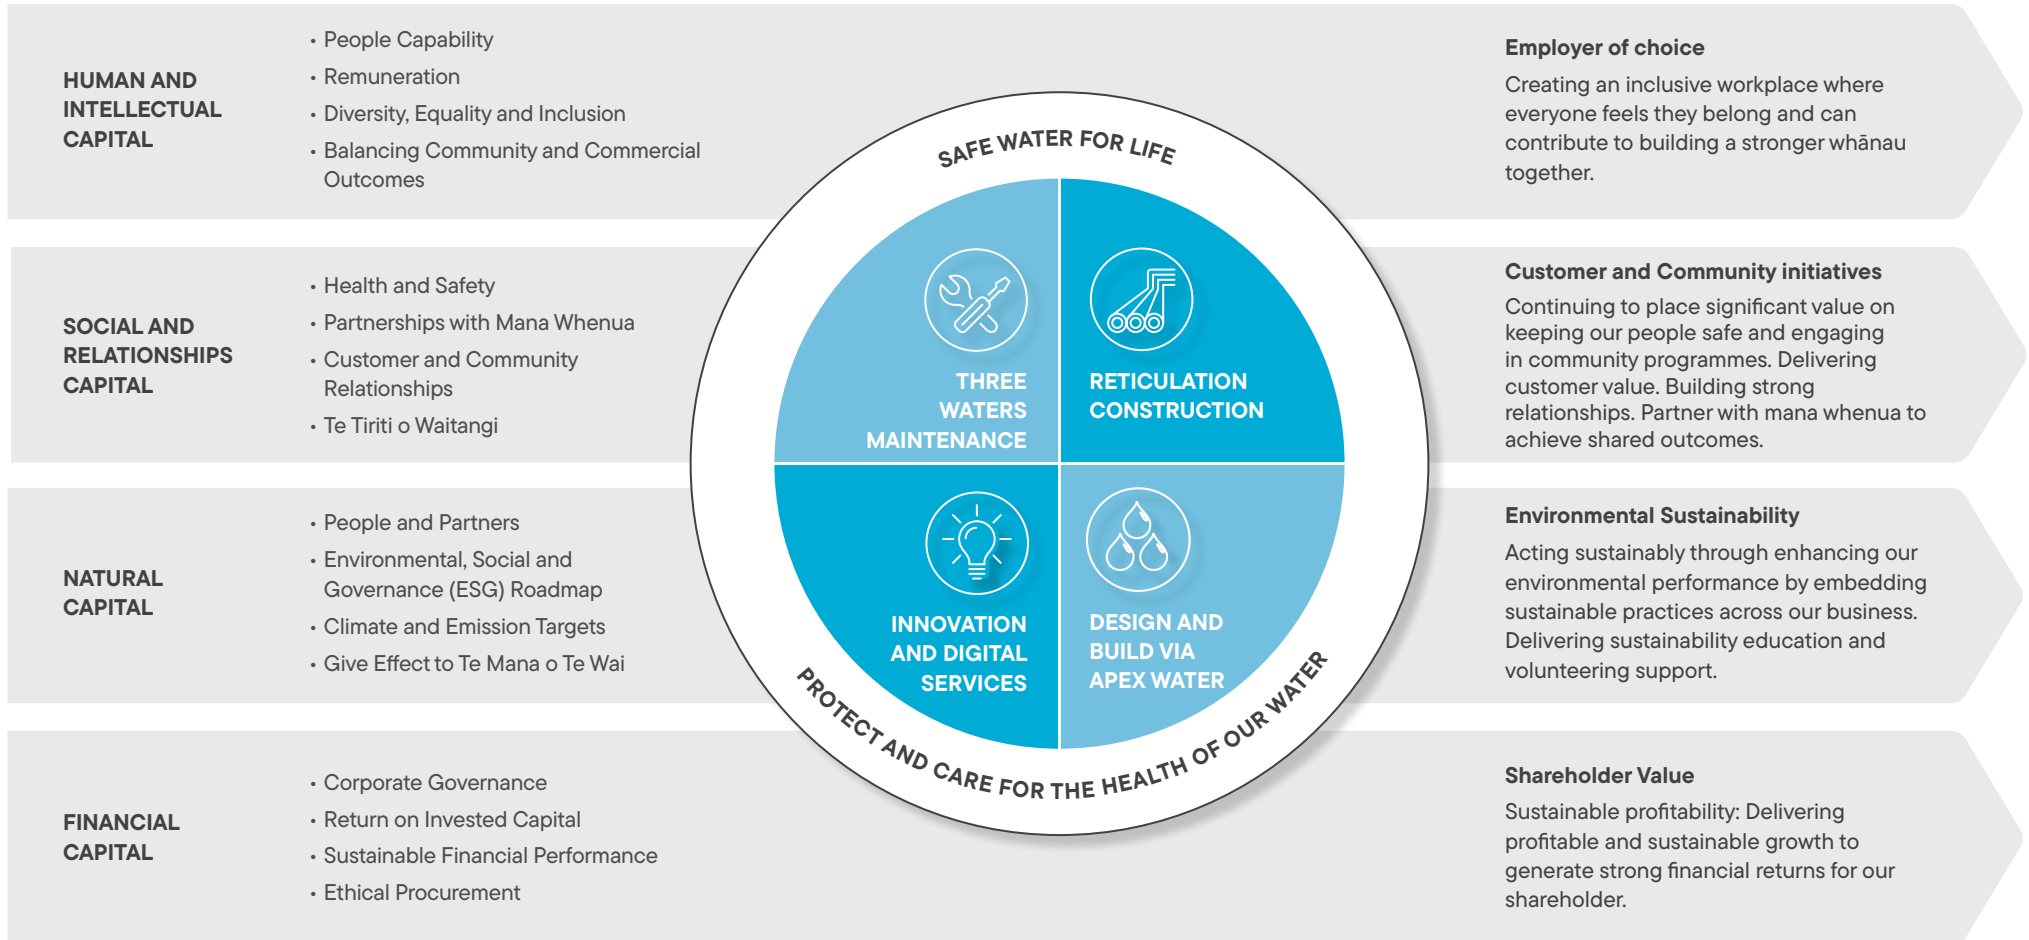 HUMAN AND
INTELLECTUAL
CAPITAL
• People Capability
• Remuneration
• Diversity, Equality and Inclusion
• Balancing Community and Commercial
Outcomes
Employer of choice
Creating an inclusive workplace where
everyone feels they belong and can
contribute to building a stronger whānau
together.
SOCIAL AND
RELATIONSHIPS
CAPITAL
• Health and Safety
• Partnerships with Mana Whenua
• Customer and Community
Relationships
• Te Tiriti o Waitangi
Customer and Community initiatives
Continuing to place significant value on
keeping our people safe and engaging
in community programmes. Delivering
customer value. Building strong
relationships. Partner with mana whenua to
achieve shared outcomes.
NATURAL
CAPITAL
• People and Partners
• Environmental, Social and
Governance (ESG) Roadmap
• Climate and Emission Targets
• Give Effect to Te Mana o Te Wai
Environmental Sustainability
Acting sustainably through enhancing our
environmental performance by embedding
sustainable practices across our business.
Delivering sustainability education and
volunteering support.
FINANCIAL
CAPITAL
• Corporate Governance
• Return on Invested Capital
• Sustainable Financial Performance
• Ethical Procurement
Shareholder Value
Sustainable profitability: Delivering
profitable and sustainable growth to
generate strong financial returns for our
shareholder.
SAFE WATER FOR LIFE
THREE
WATERS
MAINTENANCE
RETICULATION
CONSTRUCTION
INNOVATION
AND DIGITAL
SERVICES
DESIGN AND
BUILD VIA
APEX WATER
PROTECT AND CARE FOR THE HEALTH OF OUR WATER